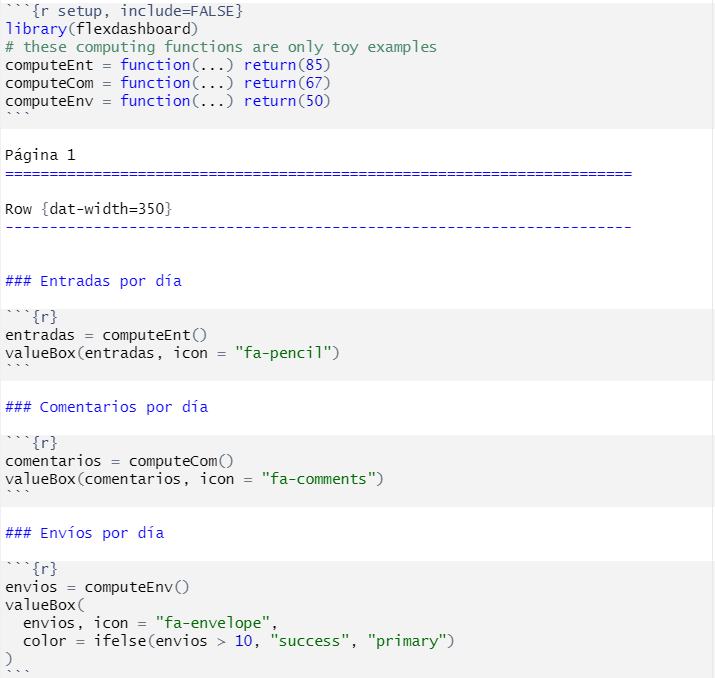 ```{r setup, include=FALSE}
library(flexdashboard)
# these computing functions are only toy examples
computeEnt = function(...) return(85)
computeCom = function(...) return(67)
computeEnv = function(...) return(50)
```
Página 1
=======================================================================
Row {dat-width=350}
-----------------------------------------------------------------------
### Entradas por día
```{r}
entradas = computeEnt()
valueBox(entradas, icon = "fa-pencil")
```
### Comentarios por día
```{r}
comentarios = computeCom()
valueBox(comentarios, icon = "fa-comments")
```
### Envíos por día
```{r}
envios = computeEnv()
valueBox(
  envios, icon = "fa-envelope",
  color = ifelse(envios > 10, "success", "primary")
)
```